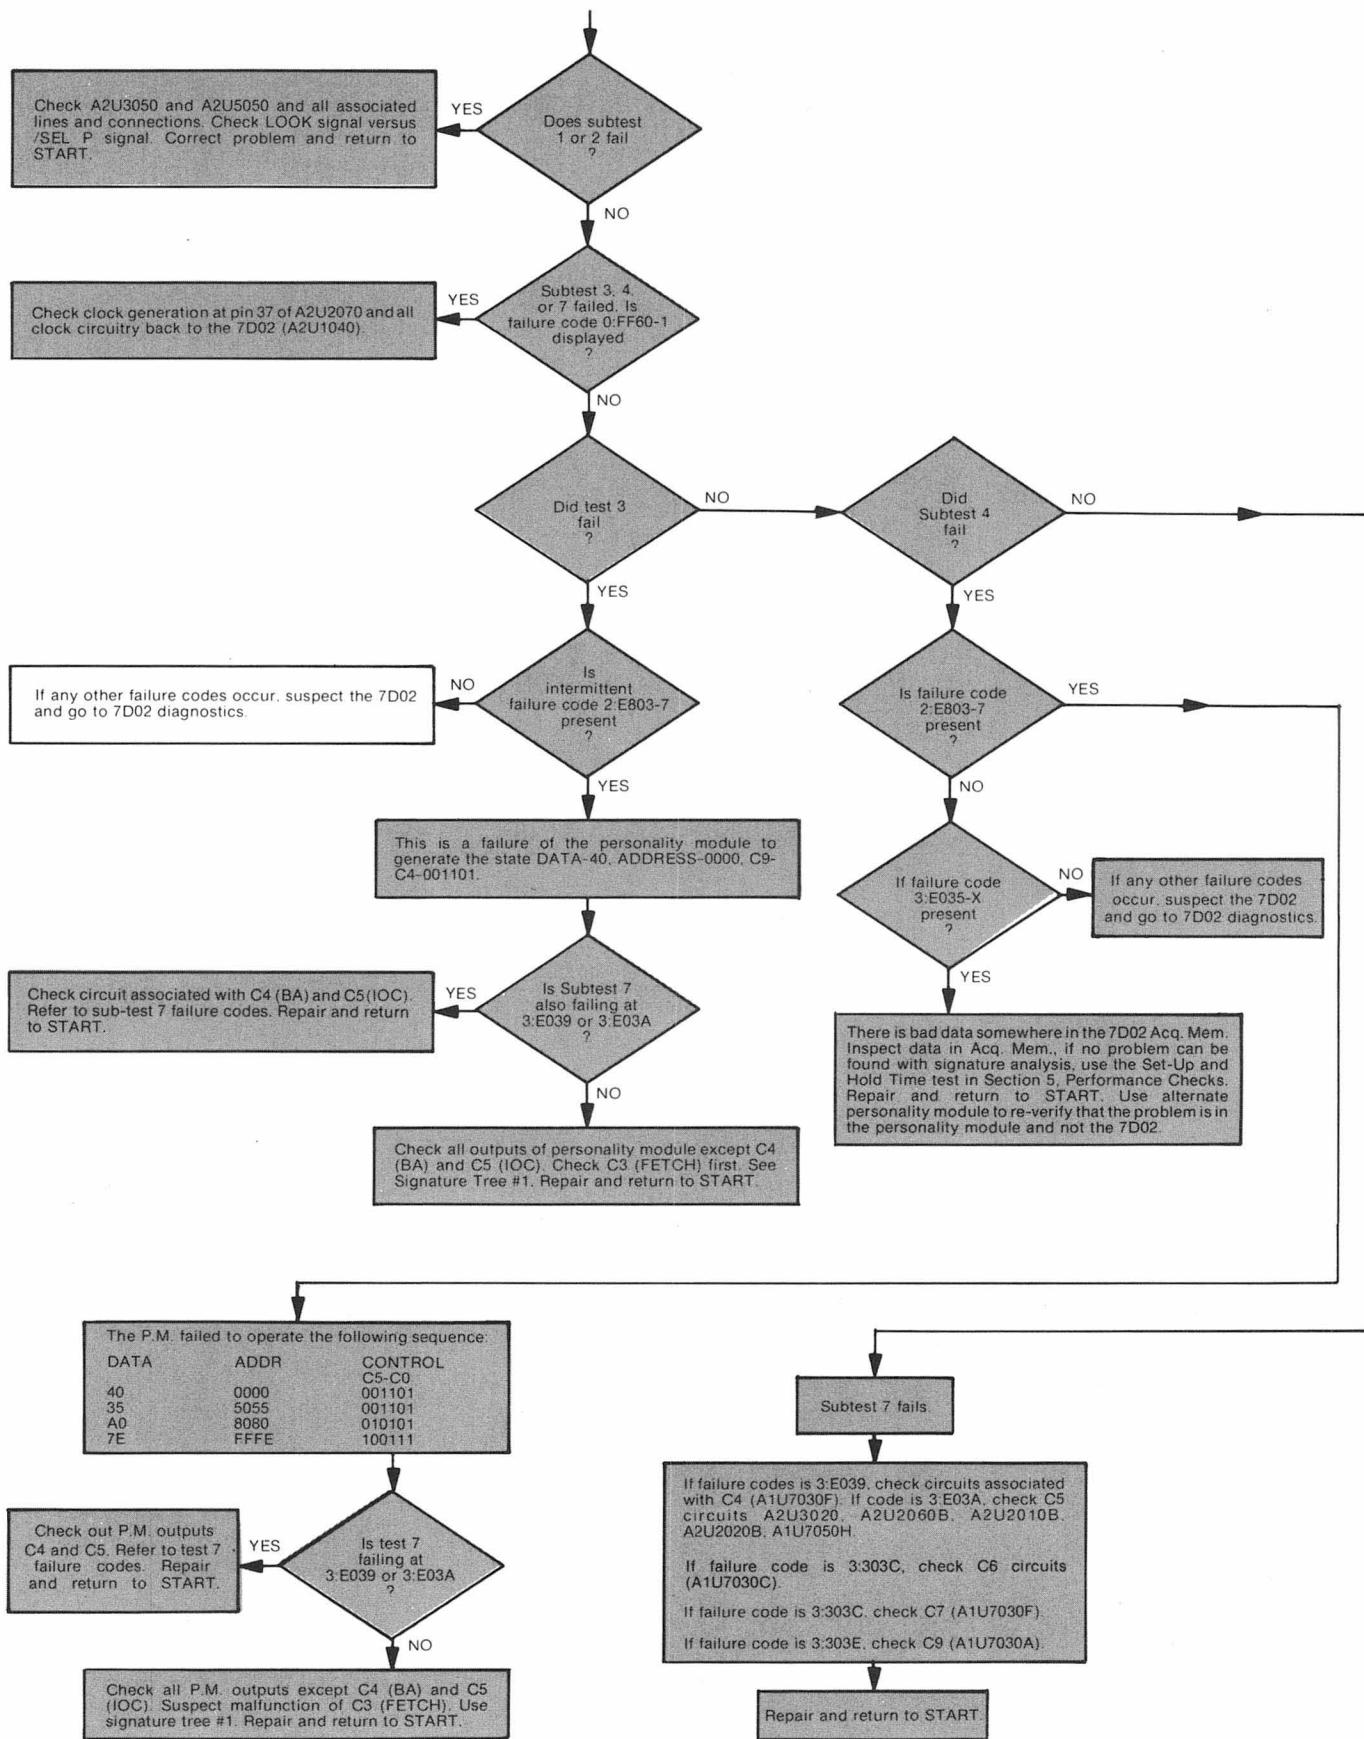 Check A2U3050 and A2U5050 and all associated
lines and connections. Check LOOK signal versus
/SEL P signal. Correct problem and return to
START.
YES
Does subtest
1 or 2 fail
?
NO
Check clock generation at pin 37 of A2U2070 and all
clock circuitry back to the 7D02 (A2U1040).
YES
Subtest 3, 4,
or 7 failed. Is
failure code 0:FF60-1
displayed
?
NO
Did test 3
fail
?
NO
Did
Subtest 4
fail
?
NO
YES
YES
If any other failure codes occur, suspect the 7D02
and go to 7D02 diagnostics.
NO
Is
intermittent
failure code 2:E803-7
present
?
Is failure code
2:E803-7
present
?
YES
YES
NO
This is a failure of the personality module to
generate the state DATA-40, ADDRESS-0000, C9-
C4-001101.
If failure code
3:E035-X
present
?
NO
If any other failure codes
occur, suspect the 7D02
and go to 7D02 diagnostics.
YES
Check circuit associated with C4 (BA) and C5(IOC).
Refer to sub-test 7 failure codes. Repair and return
to START.
YES
Is Subtest 7
also failing at
3:E039 or 3:E03A
?
NO
There is bad data somewhere in the 7D02 Acq. Mem.
Inspect data in Acq. Mem., if no problem can be
found with signature analysis, use the Set-Up and
Hold Time test in Section 5, Performance Checks.
Repair and return to START. Use alternate
personality module to re-verify that the problem is in
the personality module and not the 7D02.
Check all outputs of personality module except C4
(BA) and C5 (IOC). Check C3 (FETCH) first. See
Signature Tree #1. Repair and return to START.
The P.M. failed to operate the following sequence:
DATA ADDR CONTROL
C5-C0
40 0000 001101
35 5055 001101
A0 8080 010101
7E FFFE 100111
Check out P.M. outputs
C4 and C5. Refer to test 7
failure codes. Repair
and return to START.
YES
Is test 7
failing at
3:E039 or 3:E03A
?
NO
Check all P.M. outputs except C4 (BA) and C5
(IOC). Suspect malfunction of C3 (FETCH). Use
signature tree #1. Repair and return to START.
Subtest 7 fails.
If failure codes is 3:E039, check circuits associated
with C4 (A1U7030F). If code is 3:E03A, check C5
circuits A2U3020, A2U2060B, A2U2010B,
A2U2020B, A1U7050H.
If failure code is 3:303C, check C6 circuits
(A1U7030C).
If failure code is 3:303C, check C7 (A1U7030F).
If failure code is 3:303E, check C9 (A1U7030A).
Repair and return to START.